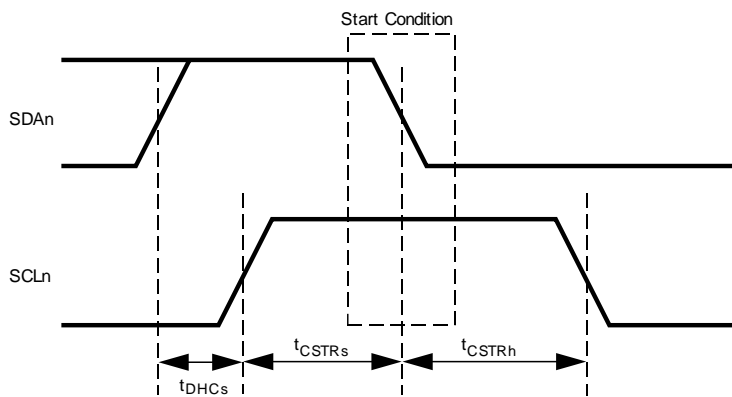 Start Condition
SDAn
SCLn
tCSTRs
tCSTRh
tDHCs